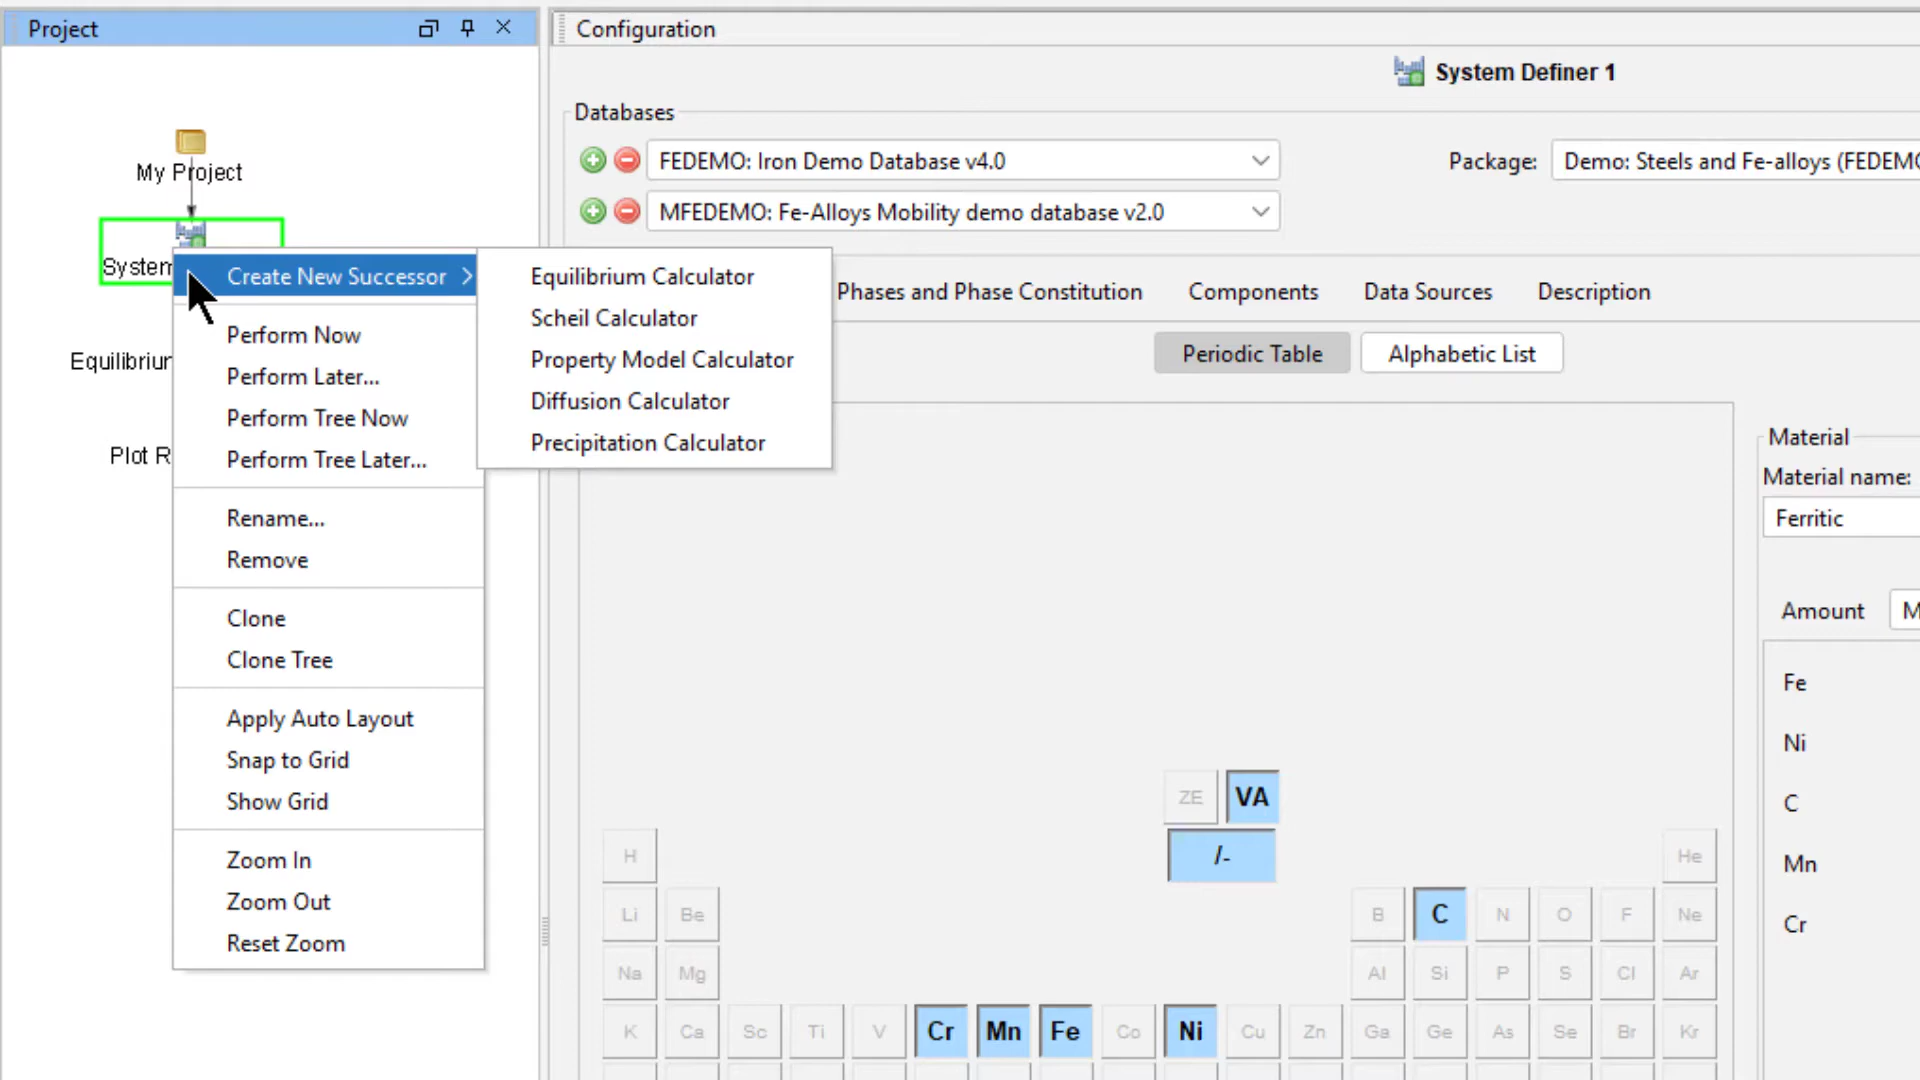 Project
My Project
System
Equilibriu
Plot R
Create New Successor
Perform Now
Perform Later...
Perform Tree Now
Perform Tree Later...
Rename...
Remove
Clone
Clone Tree
Apply Auto Layout
Snap to Grid
Show Grid
Zoom In
Zoom Out
Reset Zoom
Equilibrium Calculator
Scheil Calculator
Property Model Calculator
Diffusion Calculator
Precipitation Calculator
Configuration
System Definer 1
Databases
FEDEMO: Iron Demo Database v4.0
Package: Demo: Steels and Fe-alloys (FEDEMO
MFEDEMO: Fe-Alloys Mobility demo database v2.0
Phases and Phase Constitution Components Data Sources Description
Periodic Table Alphabetic List
ZE VA
/-
H He
Li Be B C N O F Ne
Na Mg Al Si P S Cl Ar
K Ca Sc Ti V Cr Mn Fe Co Ni Cu Zn Ga Ge As Se Br Kr
Material
Material name:
Ferritic
Amount M
Fe
Ni
C
Mn
Cr